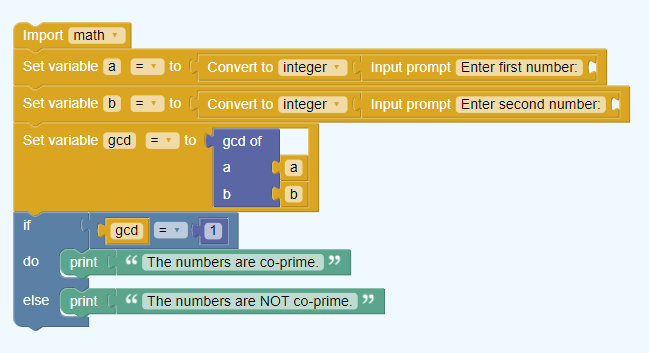 Import math
Set variable a = to Convert to integer Input prompt Enter first number:
Set variable b = to Convert to integer Input prompt Enter second number:
Set variable gcd = to gcd of
a a
b b
if gcd = 1
do print “ The numbers are co-prime. ”
else print “ The numbers are NOT co-prime. ”